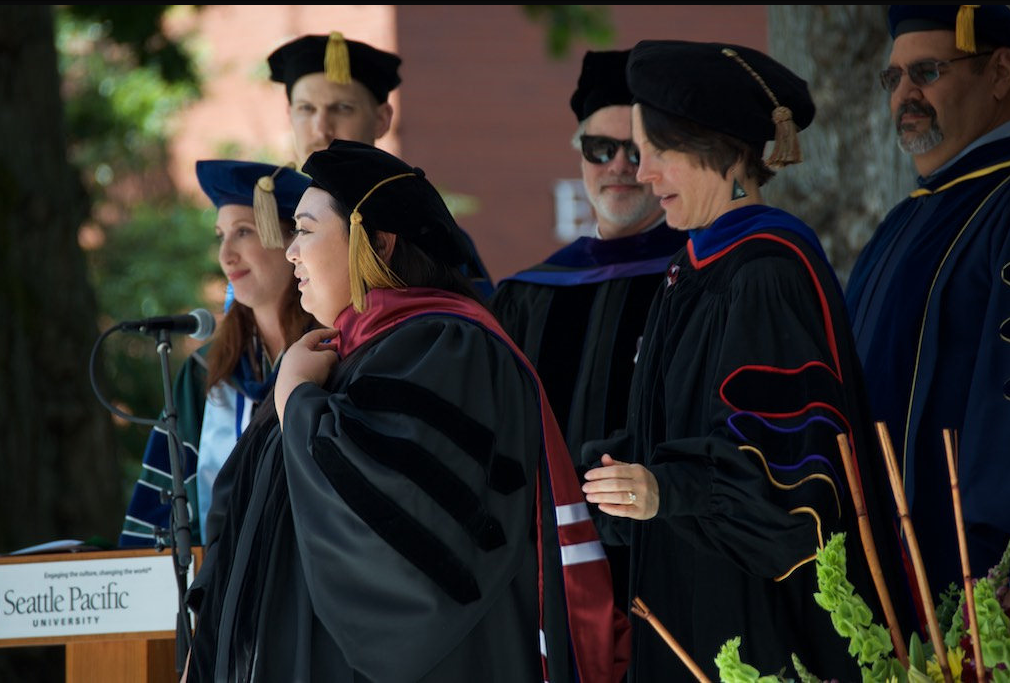 Engaging the culture, changing the world®
Seattle Pacific
UNIVERSITY